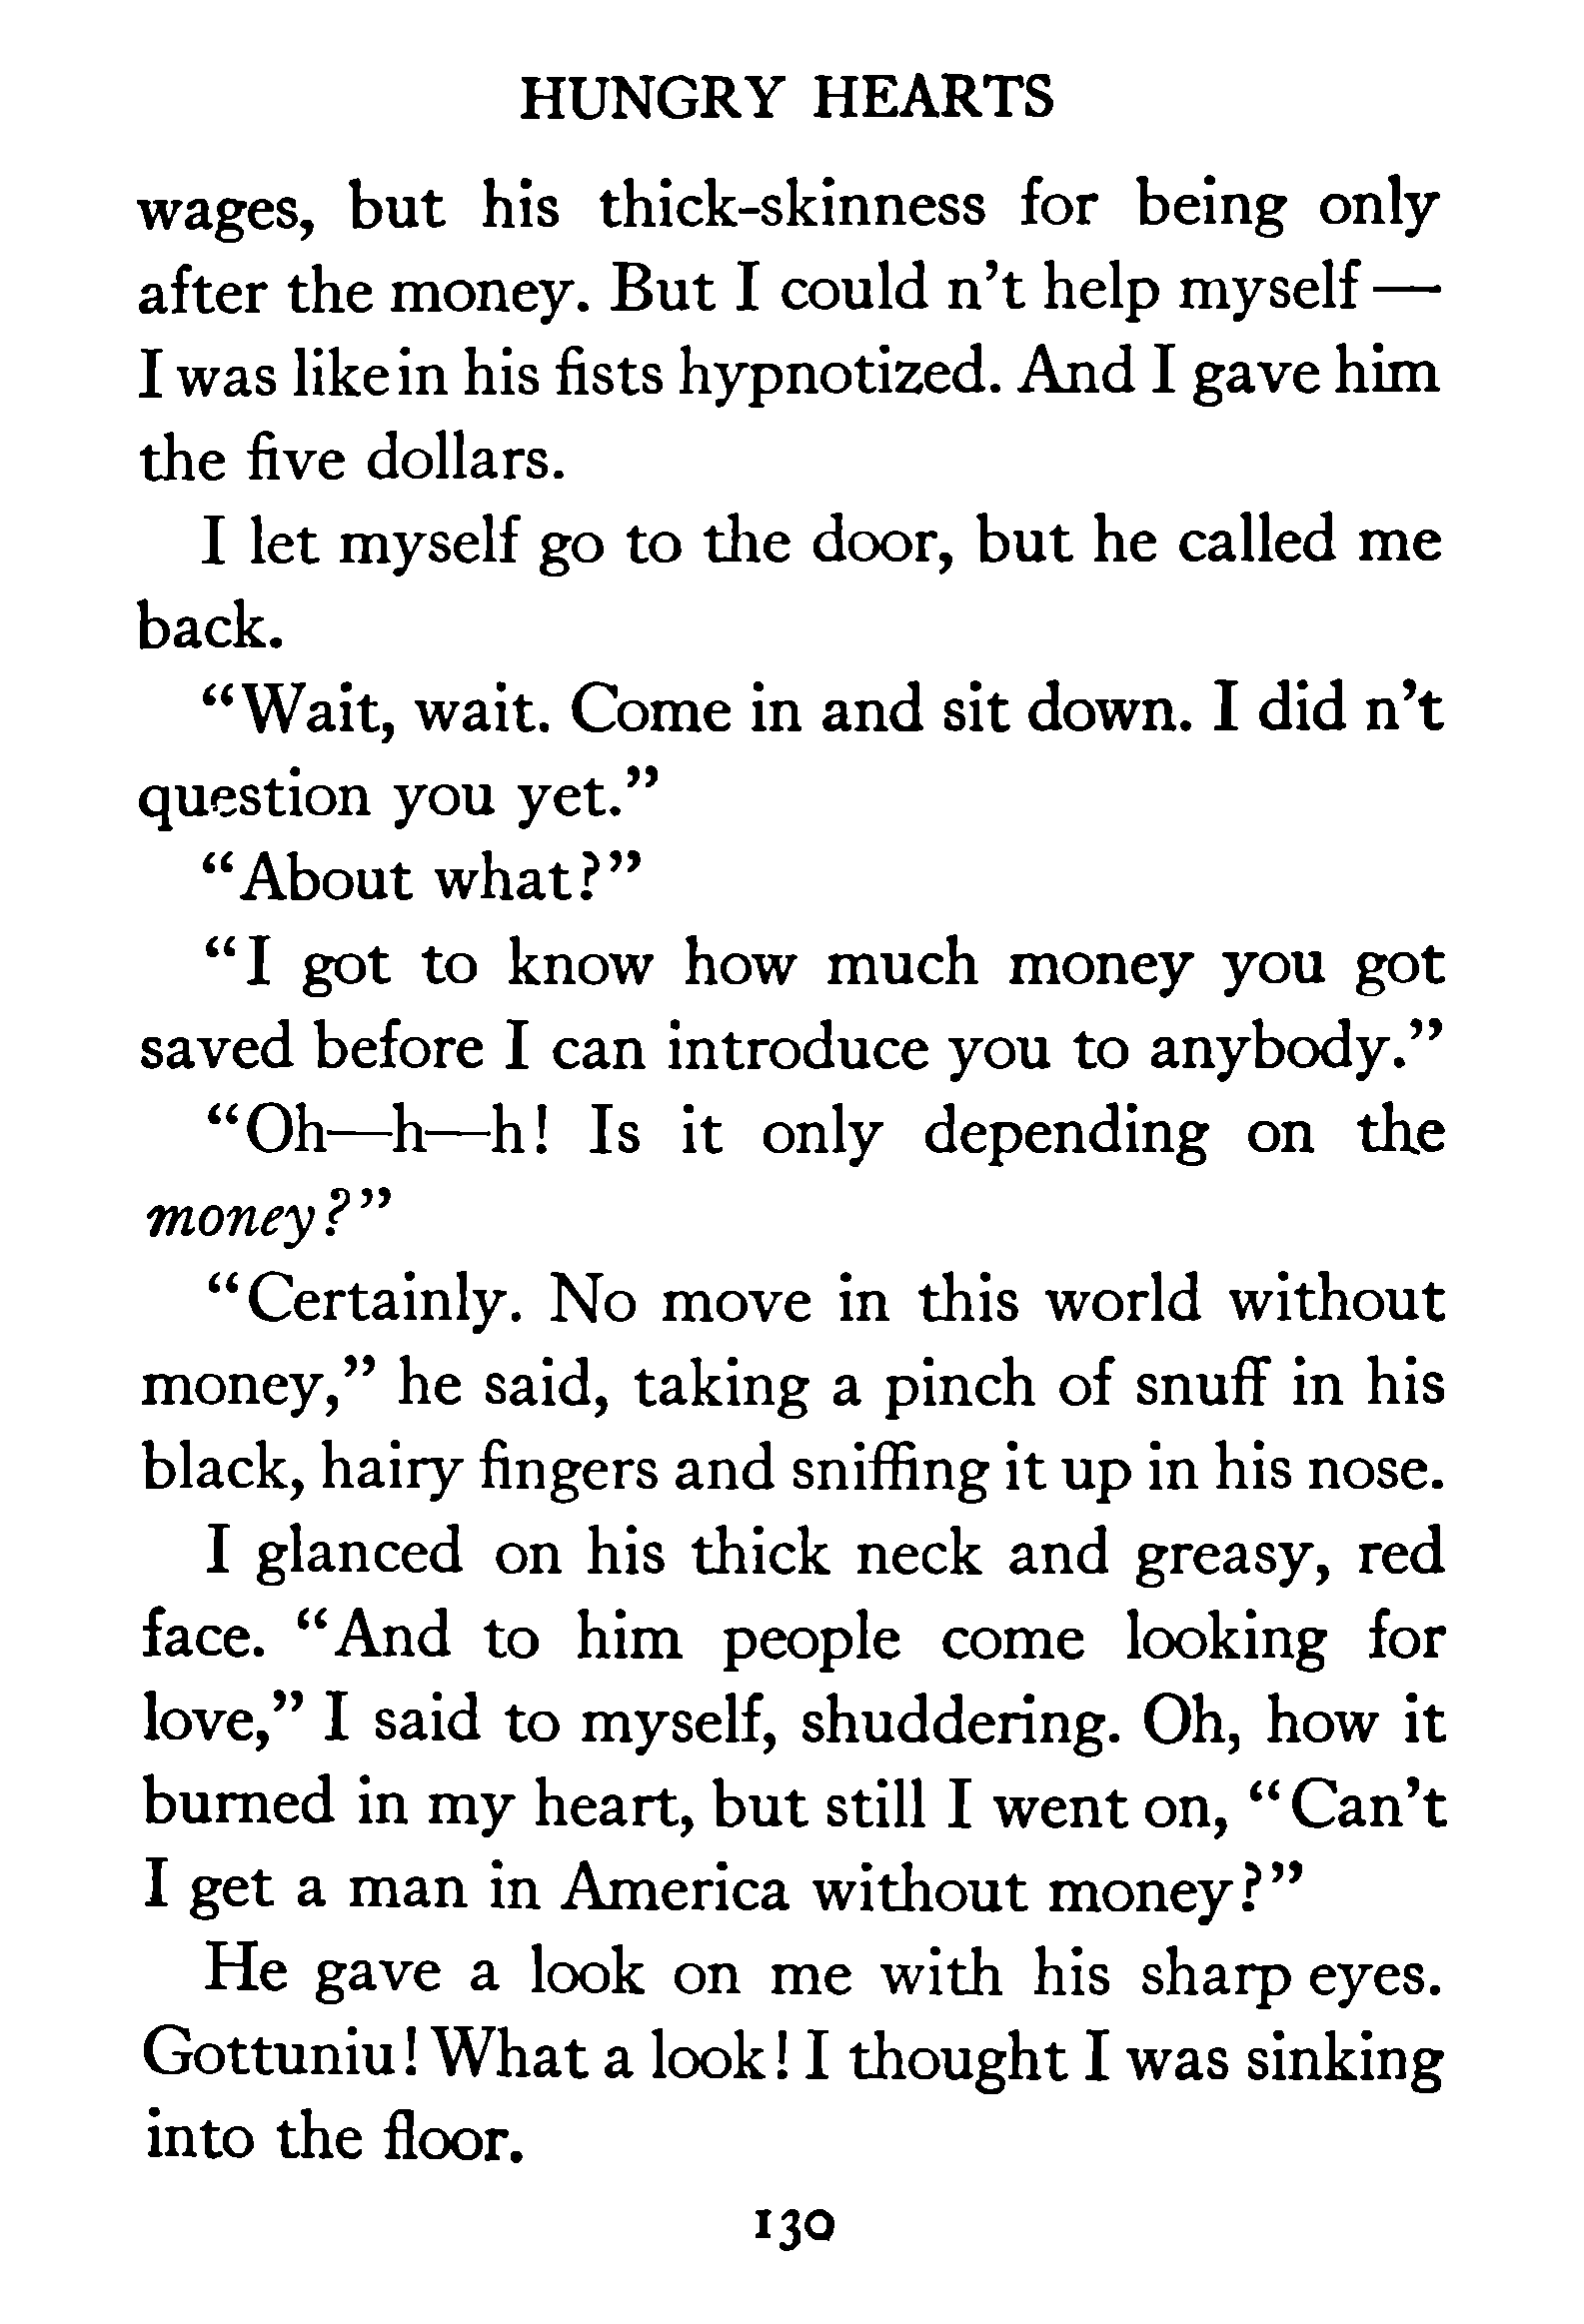 HUNGRY HEARTS
wages, but his thick-skinness for being only
after the money. But I could n't help myself —
I was like in his fists hypnotized. And I gave him
the five dollars.
I let myself go to the door, but he called me
back.
“Wait, wait. Come in and sit down. I did n't
question you yet.”
“About what?”
“I got to know how much money you got
saved before I can introduce you to anybody.”
“Oh—h—h! Is it only depending on the
money?”
“Certainly. No move in this world without
money,” he said, taking a pinch of snuff in his
black, hairy fingers and sniffing it up in his nose.
I glanced on his thick neck and greasy, red
face. “And to him people come looking for
love,” I said to myself, shuddering. Oh, how it
burned in my heart, but still I went on, “Can't
I get a man in America without money?”
He gave a look on me with his sharp eyes.
Gottuniu! What a look! I thought I was sinking
into the floor.
130